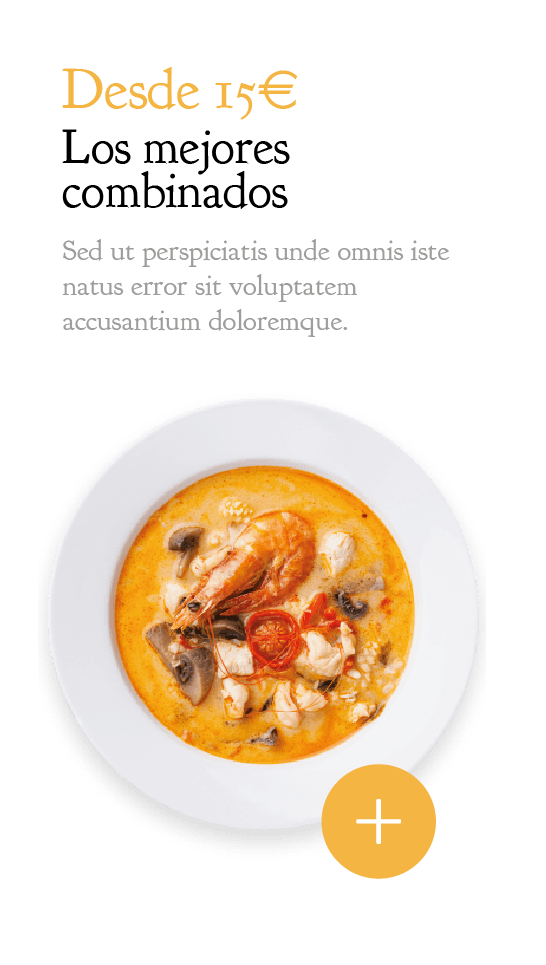 Desde 15€
Los mejores
combinados
Sed ut perspiciatis unde omnis iste
natus error sit voluptatem
accusantium doloremque.